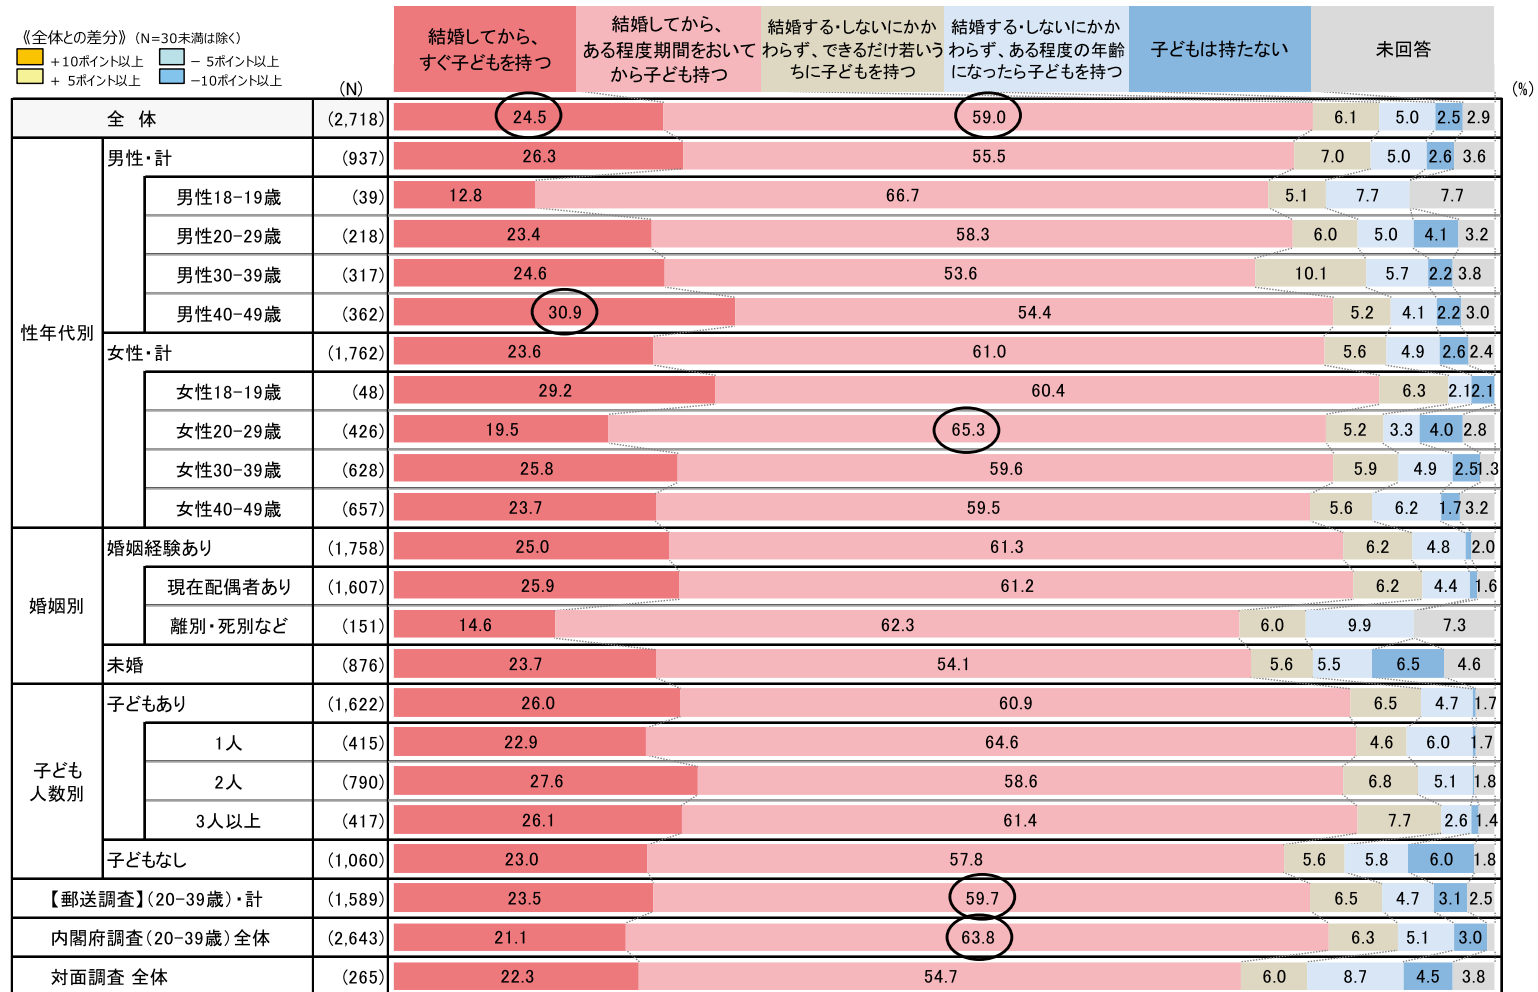 《全体との差分》(N=30未満は除く)
+10ポイント以上
－ 5ポイント以上
+ 5ポイント以上
－10ポイント以上
結婚してから、
すぐ子どもを持つ
結婚してから、
ある程度期間をおいて
から子ども持つ
結婚する・しないにかか
わらず、できるだけ若いう
ちに子どもを持つ
結婚する・しないにかか
わらず、ある程度の年齢
になったら子どもを持つ
子どもは持たない
未回答
(N)
(%)
全 体 (2,718) 24.5 59.0 6.1 5.0 2.5 2.9
性年代別
男性・計 (937) 26.3 55.5 7.0 5.0 2.6 3.6
男性18-19歳 (39) 12.8 66.7 5.1 7.7 7.7
男性20-29歳 (218) 23.4 58.3 6.0 5.0 4.1 3.2
男性30-39歳 (317) 24.6 53.6 10.1 5.7 2.2 3.8
男性40-49歳 (362) 30.9 54.4 5.2 4.1 2.2 3.0
女性・計 (1,762) 23.6 61.0 5.6 4.9 2.6 2.4
女性18-19歳 (48) 29.2 60.4 6.3 2.1 2.1
女性20-29歳 (426) 19.5 65.3 5.2 3.3 4.0 2.8
女性30-39歳 (628) 25.8 59.6 5.9 4.9 2.5 1.3
女性40-49歳 (657) 23.7 59.5 5.6 6.2 1.7 3.2
婚姻別
婚姻経験あり (1,758) 25.0 61.3 6.2 4.8 2.0
現在配偶者あり (1,607) 25.9 61.2 6.2 4.4 1.6
離別・死別など (151) 14.6 62.3 6.0 9.9 7.3
未婚 (876) 23.7 54.1 5.6 5.5 6.5 4.6
子ども
人数別
子どもあり (1,622) 26.0 60.9 6.5 4.7 1.7
1人 (415) 22.9 64.6 4.6 6.0 1.7
2人 (790) 27.6 58.6 6.8 5.1 1.8
3人以上 (417) 26.1 61.4 7.7 2.6 1.4
子どもなし (1,060) 23.0 57.8 5.6 5.8 6.0 1.8
【郵送調査】(20-39歳)・計 (1,589) 23.5 59.7 6.5 4.7 3.1 2.5
内閣府調査(20-39歳)全体 (2,643) 21.1 63.8 6.3 5.1 3.0
対面調査 全体 (265) 22.3 54.7 6.0 8.7 4.5 3.8